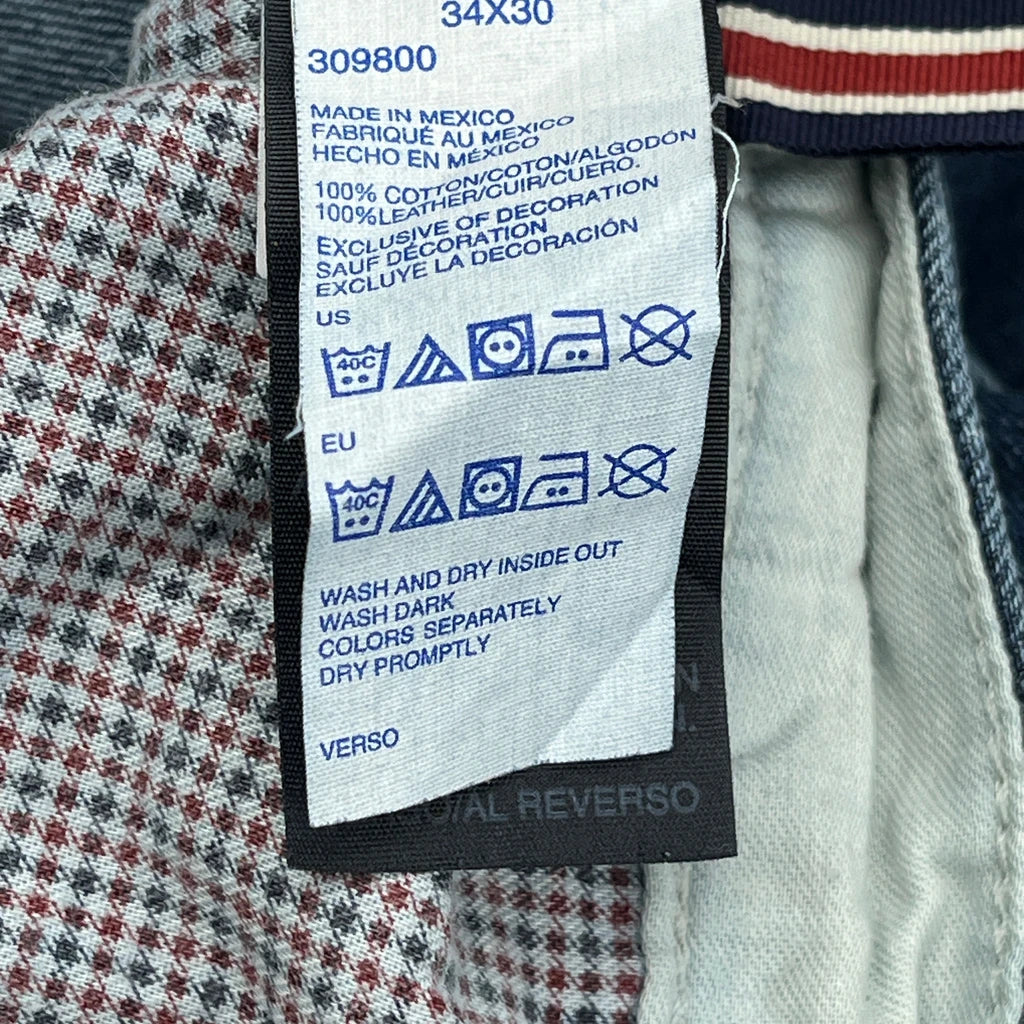 34X30
309800
MADE IN MEXICO
FABRIQUÉ AU MEXICO
HECHO EN MÉXICO
100% COTTON/COTON/ALGODÓN
100%LEATHER/CUIR/CUERO.
EXCLUSIVE OF DECORATION
SAUF DÉCORATION
EXCLUYE LA DECORACIÓN
US
40C
EU
40C
WASH AND DRY INSIDE OUT
WASH DARK
COLORS SEPARATELY
DRY PROMPTLY
VERSO
/AL REVERSO